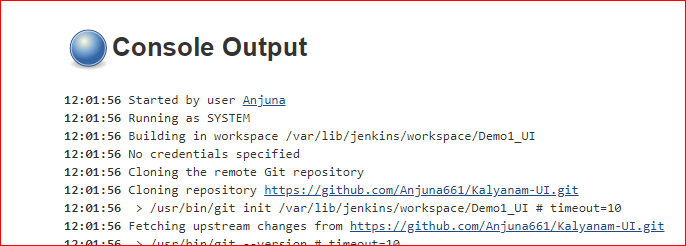 Console Output
12:01:56 Started by user Anjuna
12:01:56 Running as SYSTEM
12:01:56 Building in workspace /var/lib/jenkins/workspace/Demo1_UI
12:01:56 No credentials specified
12:01:56 Cloning the remote Git repository
12:01:56 Cloning repository https://github.com/Anjuna661/Kalyanam-UI.git
12:01:56  > /usr/bin/git init /var/lib/jenkins/workspace/Demo1_UI # timeout=10
12:01:56 Fetching upstream changes from https://github.com/Anjuna661/Kalyanam-UI.git
12:01:56  > /usr/bin/git --version # timeout=10